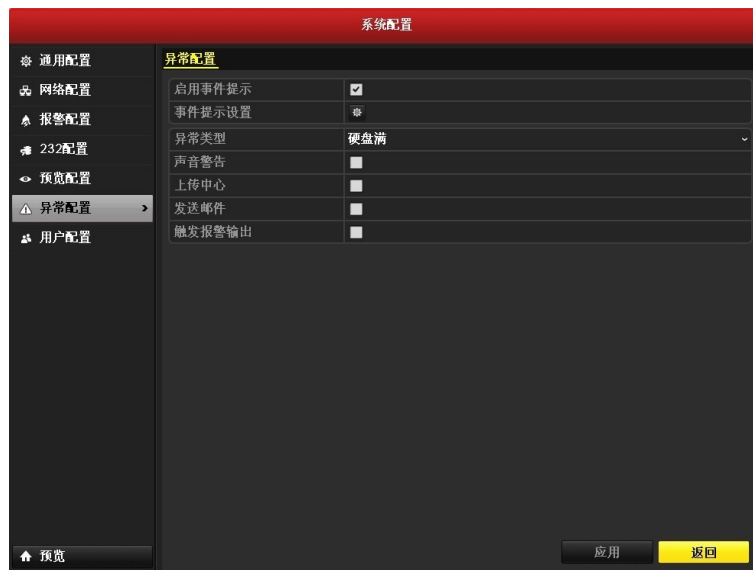 系统配置
通用配置
网络配置
报警配置
232配置
预览配置
异常配置
用户配置
预览
异常配置
启用事件提示
事件提示设置
异常类型 硬盘满
声音警告
上传中心
发送邮件
触发报警输出
应用 返回